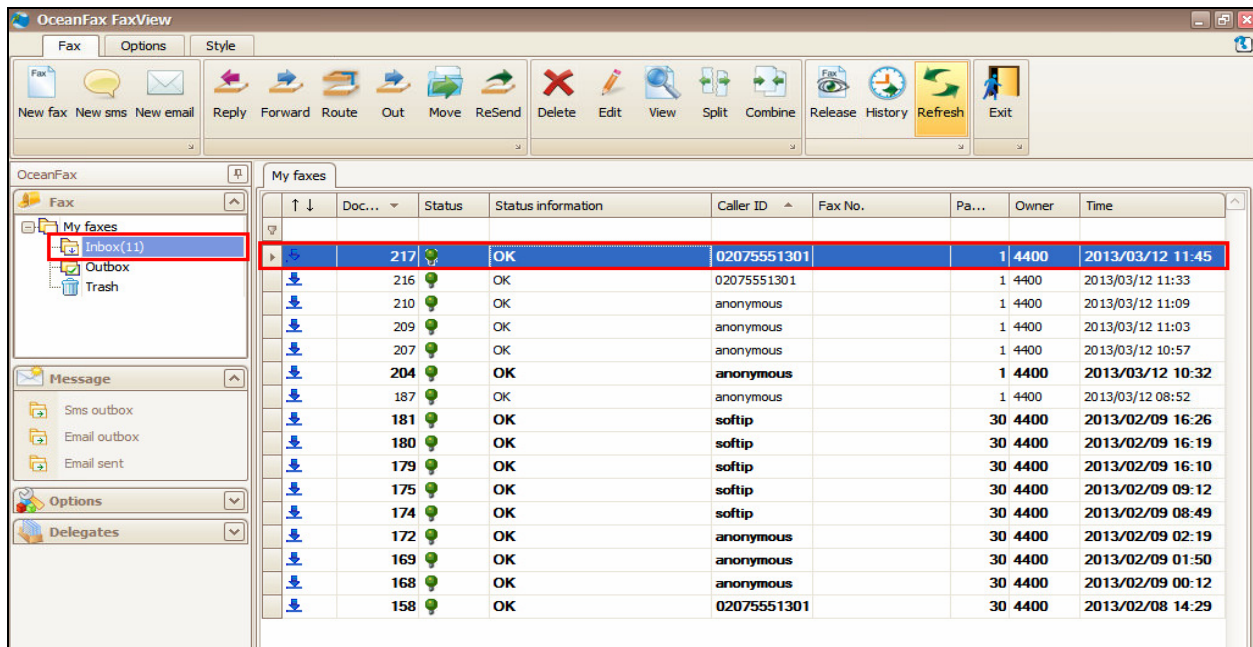 OceanFax FaxView
Fax Options Style
Fax Fax
New fax New sms New email Reply Forward Route Out Move ReSend Delete Edit View Split Combine Release History Refresh Exit
OceanFax My faxes
Fax ↑↓ Doc... Status Status information Caller ID Fax No. Pa... Owner Time
My faxes
Inbox(11) 217 OK 02075551301 1 4400 2013/03/12 11:45
Outbox 216 OK 02075551301 1 4400 2013/03/12 11:33
Trash
210 OK anonymous 1 4400 2013/03/12 11:09
209 OK anonymous 1 4400 2013/03/12 11:03
207 OK anonymous 1 4400 2013/03/12 10:57
Message 204 OK anonymous 1 4400 2013/03/12 10:32
187 OK anonymous 1 4400 2013/03/12 08:52
Sms outbox 181 OK softip 30 4400 2013/02/09 16:26
Email outbox 180 OK softip 30 4400 2013/02/09 16:19
Email sent 179 OK softip 30 4400 2013/02/09 16:10
175 OK softip 30 4400 2013/02/09 09:12
Options 174 OK softip 30 4400 2013/02/09 08:49
Delegates 172 OK anonymous 30 4400 2013/02/09 02:19
169 OK anonymous 30 4400 2013/02/09 01:50
168 OK anonymous 30 4400 2013/02/09 00:12
158 OK 02075551301 30 4400 2013/02/08 14:29